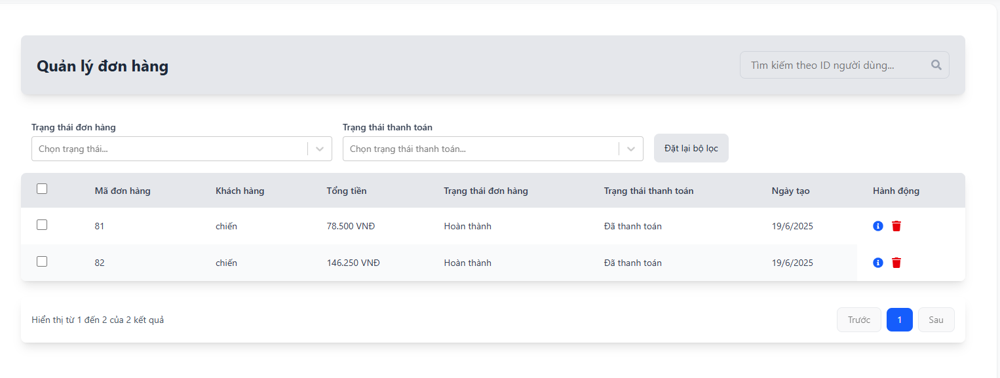 Quản lý đơn hàng
Tìm kiếm theo ID người dùng...
Trạng thái đơn hàng
Trạng thái thanh toán
Chọn trạng thái...
Chọn trạng thái thanh toán...
Đặt lại bộ lọc
Mã đơn hàng Khách hàng Tổng tiền Trạng thái đơn hàng Trạng thái thanh toán Ngày tạo Hành động
81 chiến 78.500 VNĐ Hoàn thành Đã thanh toán 19/6/2025
82 chiến 146.250 VNĐ Hoàn thành Đã thanh toán 19/6/2025
Hiển thị từ 1 đến 2 của 2 kết quả
Trước 1 Sau